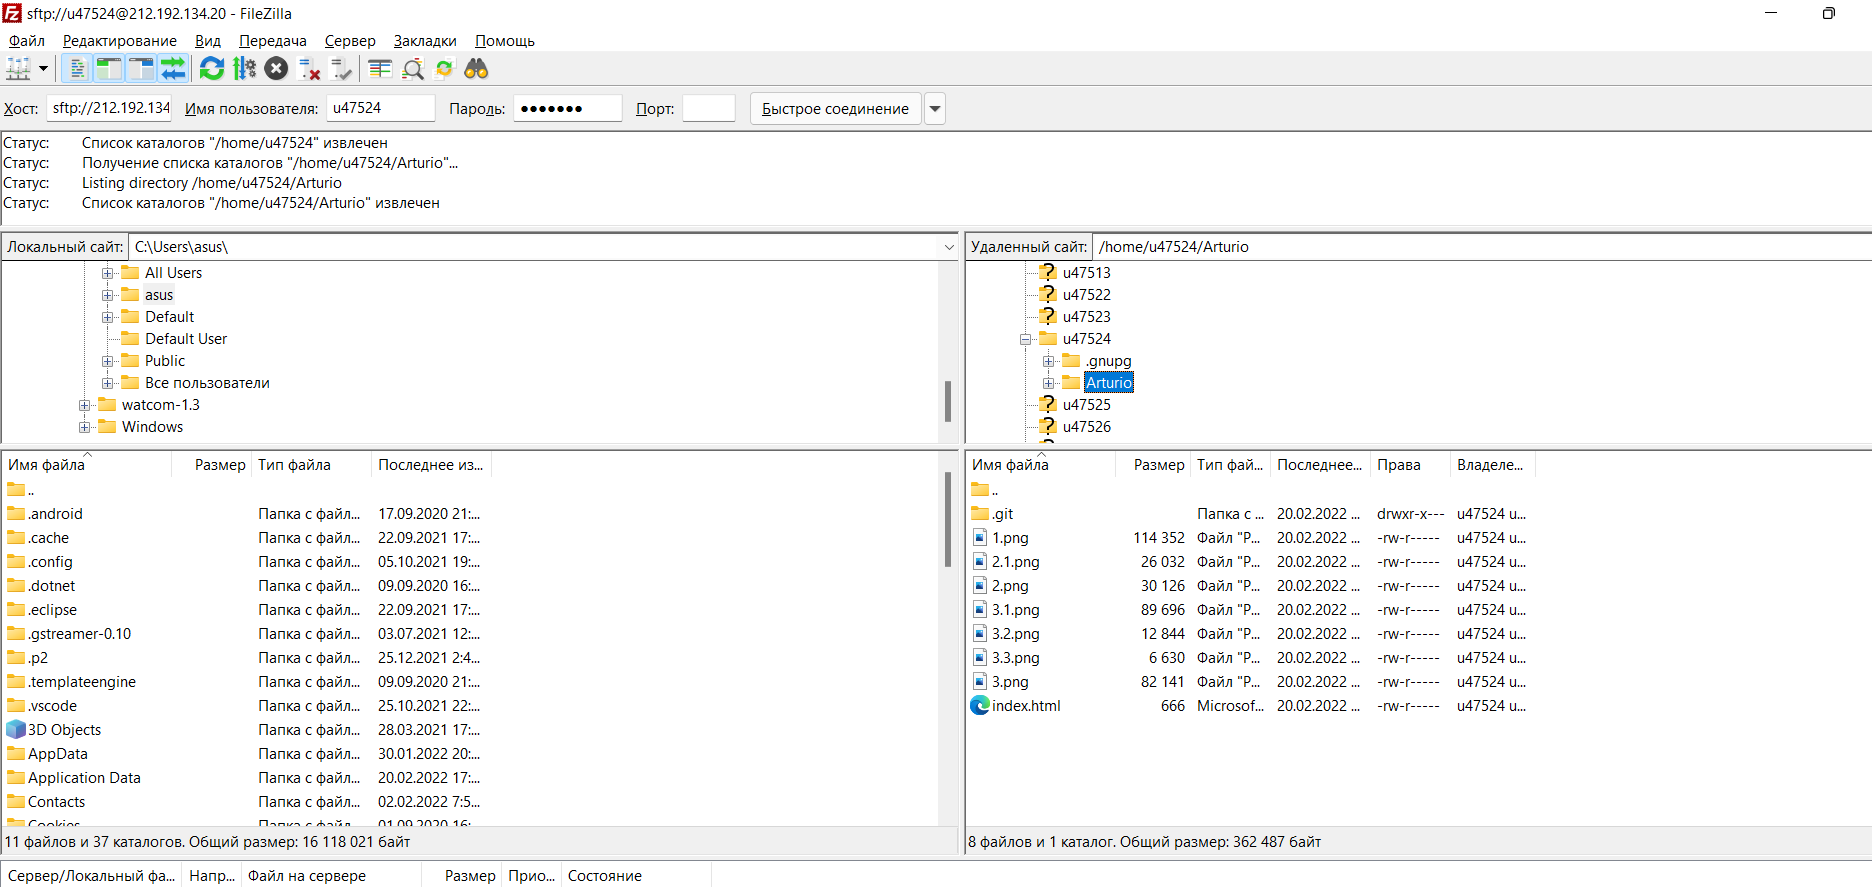 sftp://u47524@212.192.134.20 - FileZilla
Файл Редактирование Вид Передача Сервер Закладки Помощь
Хост: sftp://212.192.134 Имя пользователя: u47524 Пароль: ●●●●●●● Порт: Быстрое соединение
Статус: Список каталогов "/home/u47524" извлечен
Статус: Получение списка каталогов "/home/u47524/Arturio"...
Статус: Listing directory /home/u47524/Arturio
Статус: Список каталогов "/home/u47524/Arturio" извлечен
Локальный сайт: C:\Users\asus\
All Users
asus
Default
Default User
Public
Все пользователи
watcom-1.3
Windows
Имя файла Размер Тип файла Последнее из...
..
.android Папка с файл... 17.09.2020 21:...
.cache Папка с файл... 22.09.2021 17:...
.config Папка с файл... 05.10.2021 19:...
.dotnet Папка с файл... 09.09.2020 16:...
.eclipse Папка с файл... 22.09.2021 17:...
.gstreamer-0.10 Папка с файл... 03.07.2021 12:...
.p2 Папка с файл... 25.12.2021 2:4...
.templateengine Папка с файл... 09.09.2020 21:...
.vscode Папка с файл... 25.10.2021 22:...
3D Objects Папка с файл... 28.03.2021 17:...
AppData Папка с файл... 30.01.2022 20:...
Application Data Папка с файл... 20.02.2022 17:...
Contacts Папка с файл... 02.02.2022 7:5...
Cookies Папка с файл... 01.09.2020 16:...
11 файлов и 37 каталогов. Общий размер: 16 118 021 байт
Удаленный сайт: /home/u47524/Arturio
u47513
u47522
u47523
u47524
.gnupg
Arturio
u47525
u47526
Имя файла Размер Тип фай... Последнее... Права Владеле...
..
.git Папка с ... 20.02.2022 ... drwxr-x--- u47524 u...
1.png 114 352 Файл "P... 20.02.2022 ... -rw-r----- u47524 u...
2.1.png 26 032 Файл "P... 20.02.2022 ... -rw-r----- u47524 u...
2.png 30 126 Файл "P... 20.02.2022 ... -rw-r----- u47524 u...
3.1.png 89 696 Файл "P... 20.02.2022 ... -rw-r----- u47524 u...
3.2.png 12 844 Файл "P... 20.02.2022 ... -rw-r----- u47524 u...
3.3.png 6 630 Файл "P... 20.02.2022 ... -rw-r----- u47524 u...
3.png 82 141 Файл "P... 20.02.2022 ... -rw-r----- u47524 u...
index.html 666 Microsof... 20.02.2022 ... -rw-r----- u47524 u...
8 файлов и 1 каталог. Общий размер: 362 487 байт
Сервер/Локальный фа... Напр... Файл на сервере Размер Прио... Состояние